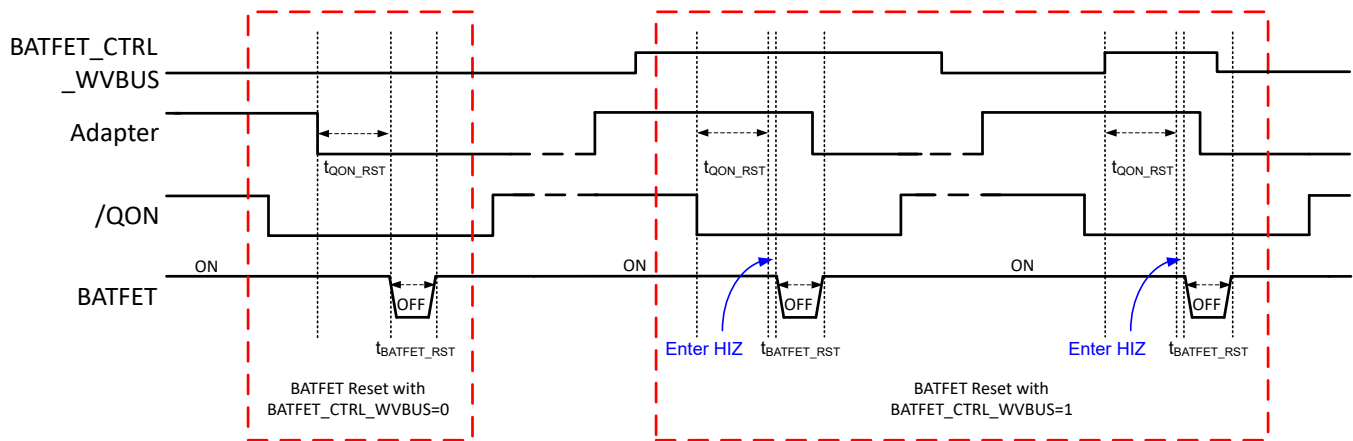 BATFET_CTRL
_WVBUS
Adapter
tQON_RST
tQON_RST
tQON_RST
/QON
ON
ON
ON
BATFET
OFF
OFF
OFF
tBATFET_RST
Enter HIZ
tBATFET_RST
Enter HIZ
tBATFET_RST
BATFET Reset with
BATFET_CTRL_WVBUS=0
BATFET Reset with
BATFET_CTRL_WVBUS=1